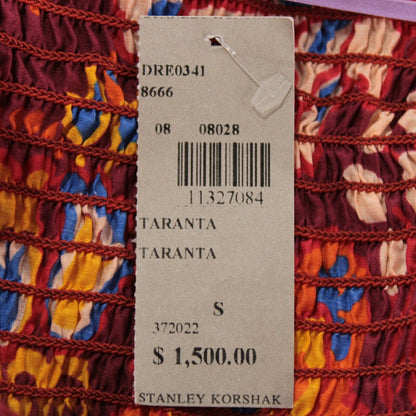 DRE0341
8666
08 08028
11327084
TARANTA
TARANTA
S
372022
$ 1,500.00
STANLEY KORSHAK